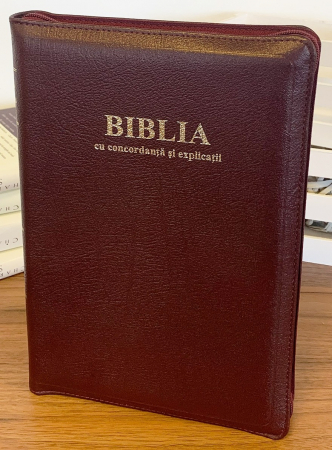 BIBLIA
cu concordanță și explicații